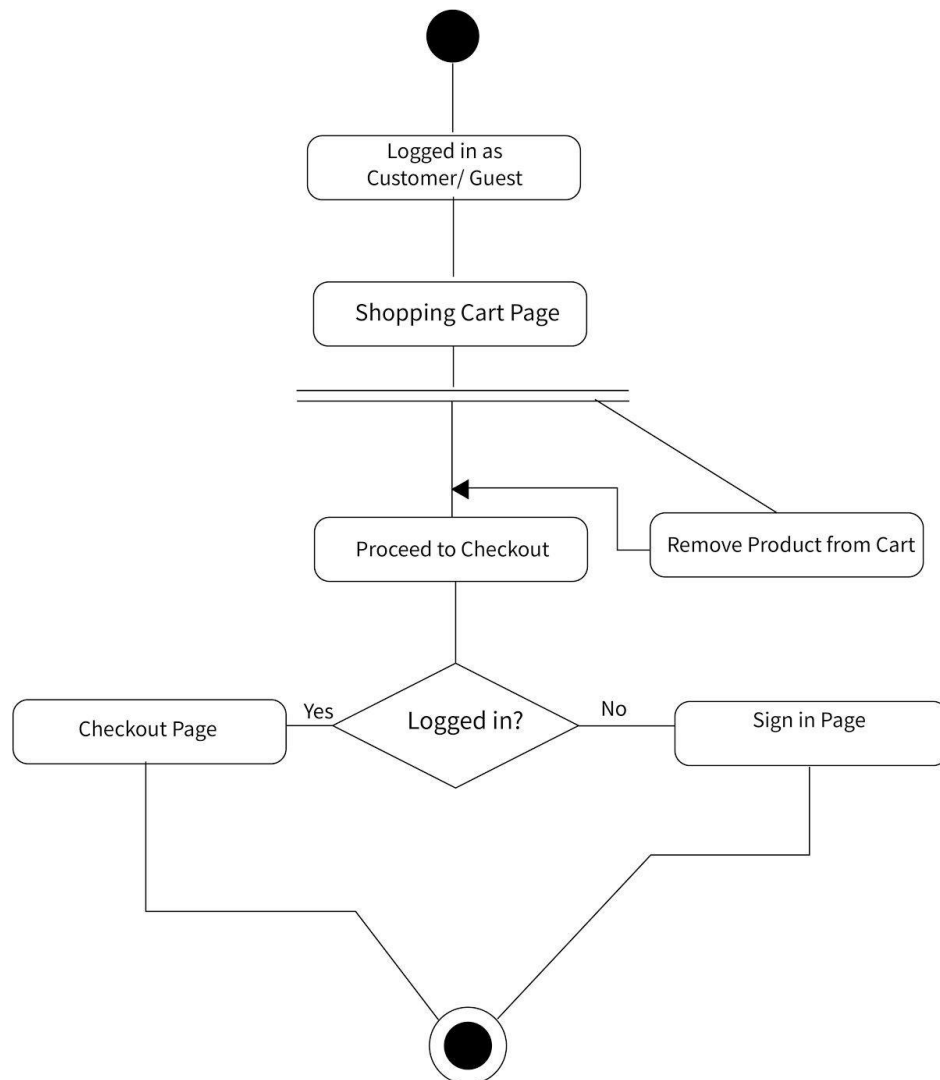 Logged in as
Customer/ Guest
Shopping Cart Page
Proceed to Checkout
Remove Product from Cart
Yes
Logged in?
No
Checkout Page
Sign in Page